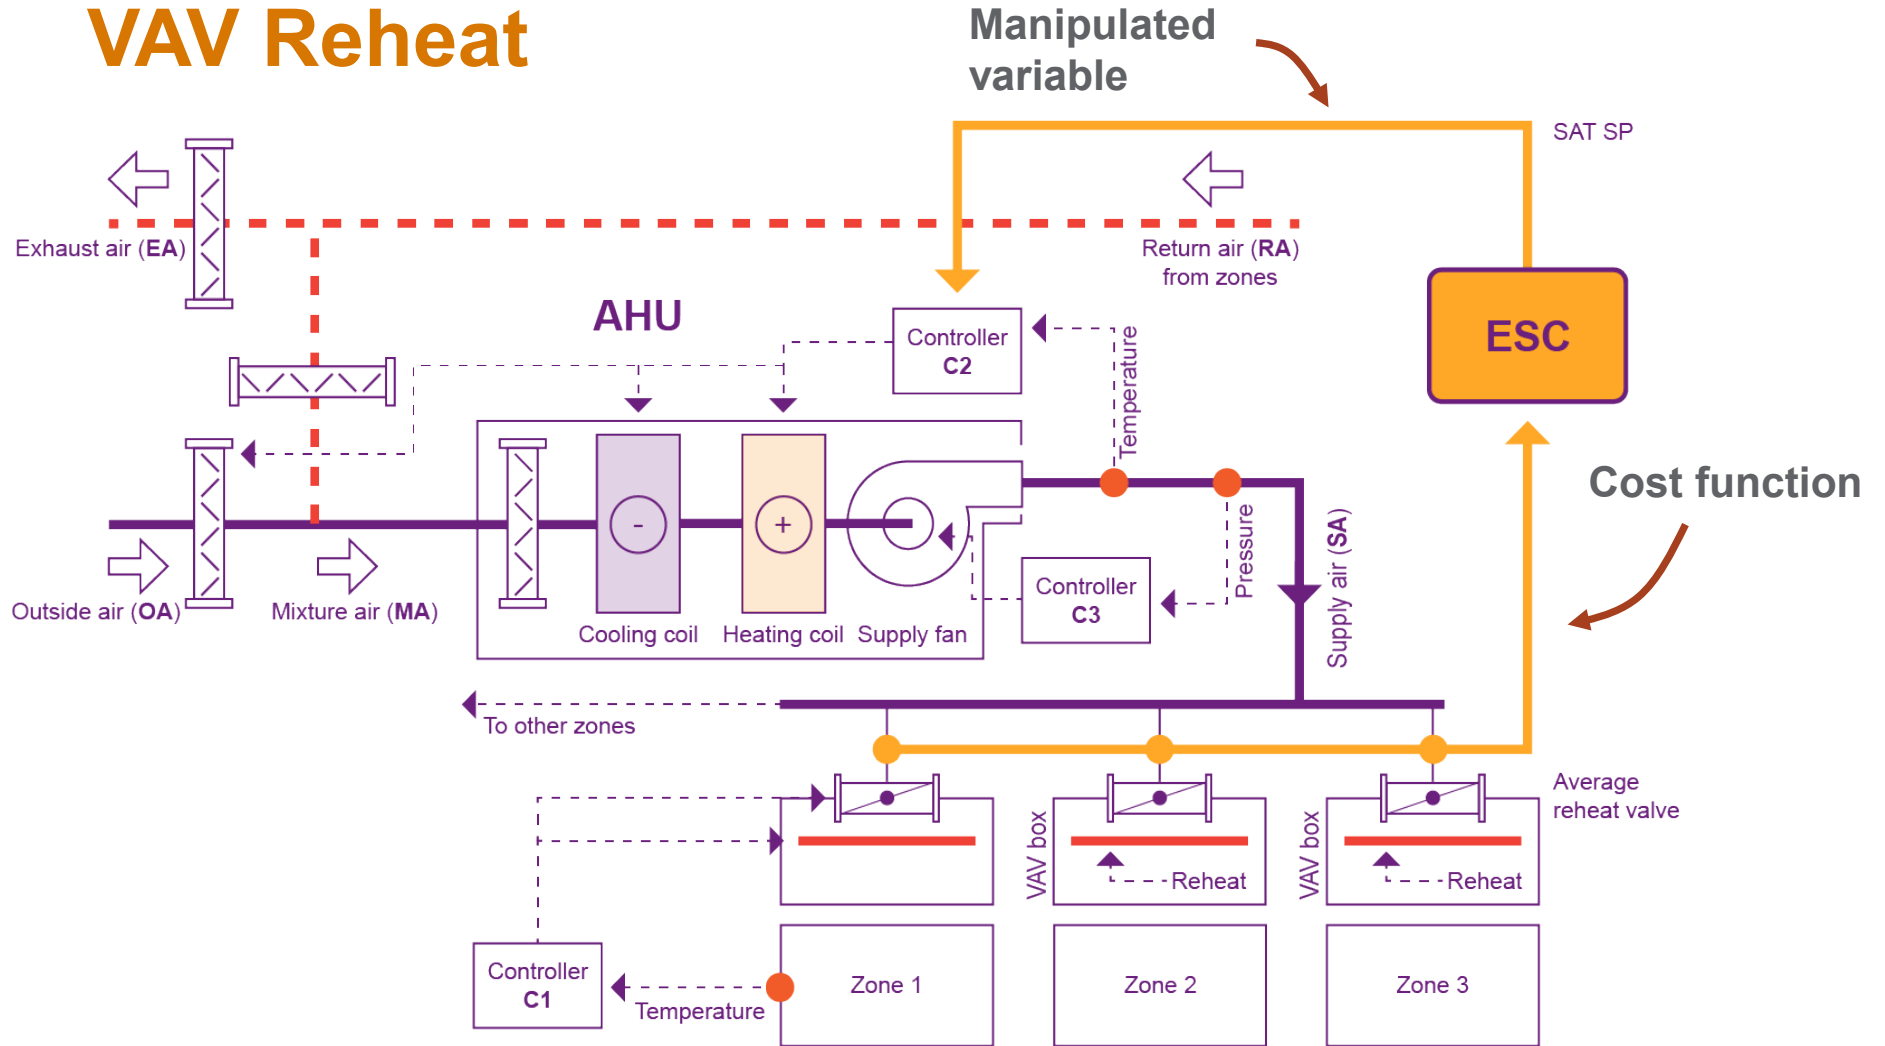 VAV Reheat
Manipulated
variable
SAT SP
Exhaust air (EA)
Return air (RA)
from zones
AHU
Controller
C2
Temperature
ESC
Cost function
Pressure
Supply air (SA)
Controller
C3
Outside air (OA)
Mixture air (MA)
-
+
Cooling coil
Heating coil
Supply fan
To other zones
Average
reheat valve
VAV box
Reheat
VAV box
Reheat
Controller
C1
Temperature
Zone 1
Zone 2
Zone 3